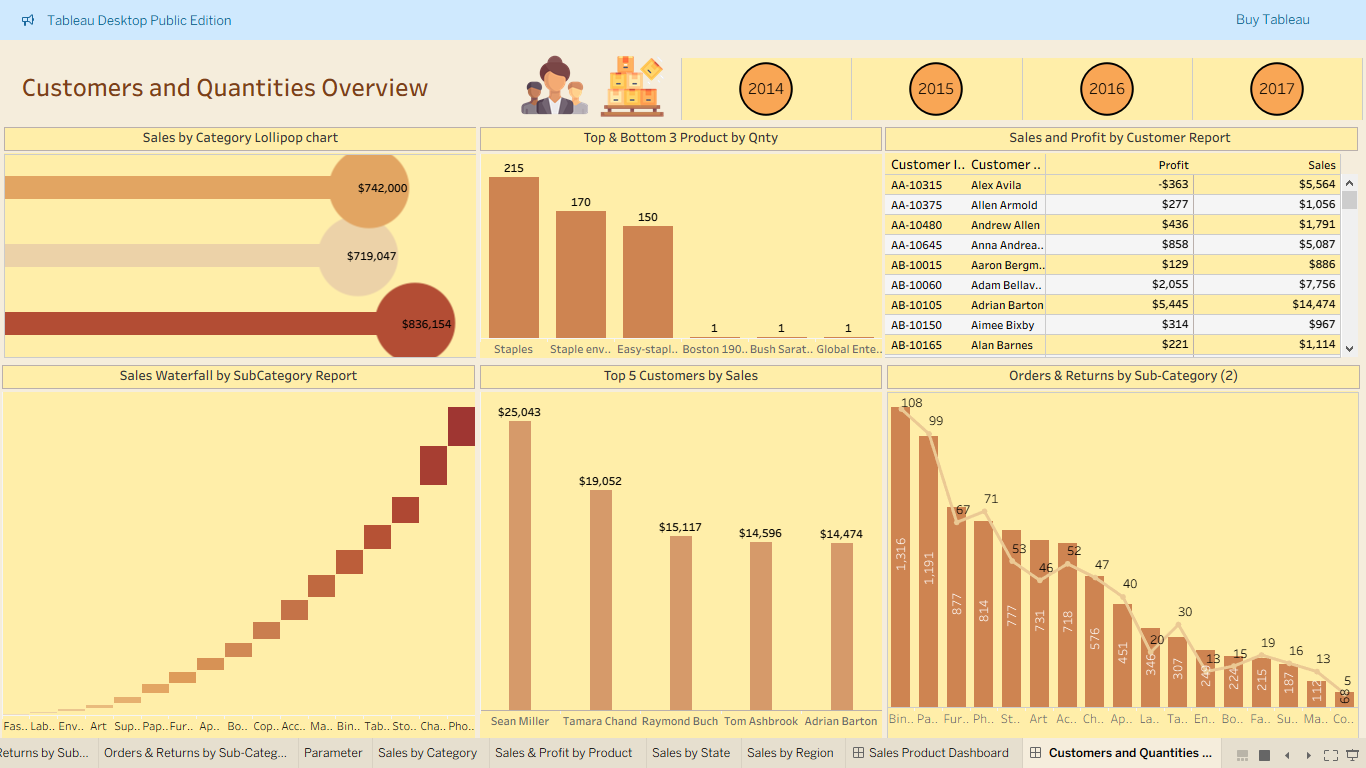 Tableau Desktop Public Edition
Buy Tableau
Customers and Quantities Overview
2014
2015
2016
2017
Sales by Category Lollipop chart
$742,000
$719,047
$836,154
Top & Bottom 3 Product by Qnty
215
170
150
1
1
1
Staples
Staple env..
Easy-stapl..
Boston 190..
Bush Sarat..
Global Ente..
Sales and Profit by Customer Report
Customer I.. Customer .. Profit Sales
AA-10315 Alex Avila -$363 $5,564
AA-10375 Allen Armold $277 $1,056
AA-10480 Andrew Allen $436 $1,791
AA-10645 Anna Andrea.. $858 $5,087
AB-10015 Aaron Bergm.. $129 $886
AB-10060 Adam Bellav.. $2,055 $7,756
AB-10105 Adrian Barton $5,445 $14,474
AB-10150 Aimee Bixby $314 $967
AB-10165 Alan Barnes $221 $1,114
Sales Waterfall by SubCategory Report
Fas.. Lab.. Env.. Art Sup.. Pap.. Fur.. Ap.. Bo.. Cop.. Acc.. Ma.. Bin.. Tab.. Sto.. Cha.. Pho..
Top 5 Customers by Sales
$25,043
$19,052
$15,117
$14,596
$14,474
Sean Miller
Tamara Chand
Raymond Buch
Tom Ashbrook
Adrian Barton
Orders & Returns by Sub-Category (2)
108
99
67
71
53
46
52
47
40
20
30
13
15
19
16
13
5
1,316
1,191
877
814
777
731
718
576
451
346
307
224
215
187
112
68
Bin.. Pa.. Fur.. Ph.. St.. Art Ac.. Ch.. Ap.. La.. Ta.. En.. Bo.. Fa.. Su.. Ma.. Co..
Returns by Sub...
Orders & Returns by Sub-Categ...
Parameter
Sales by Category
Sales & Profit by Product
Sales by State
Sales by Region
Sales Product Dashboard
Customers and Quantities ...